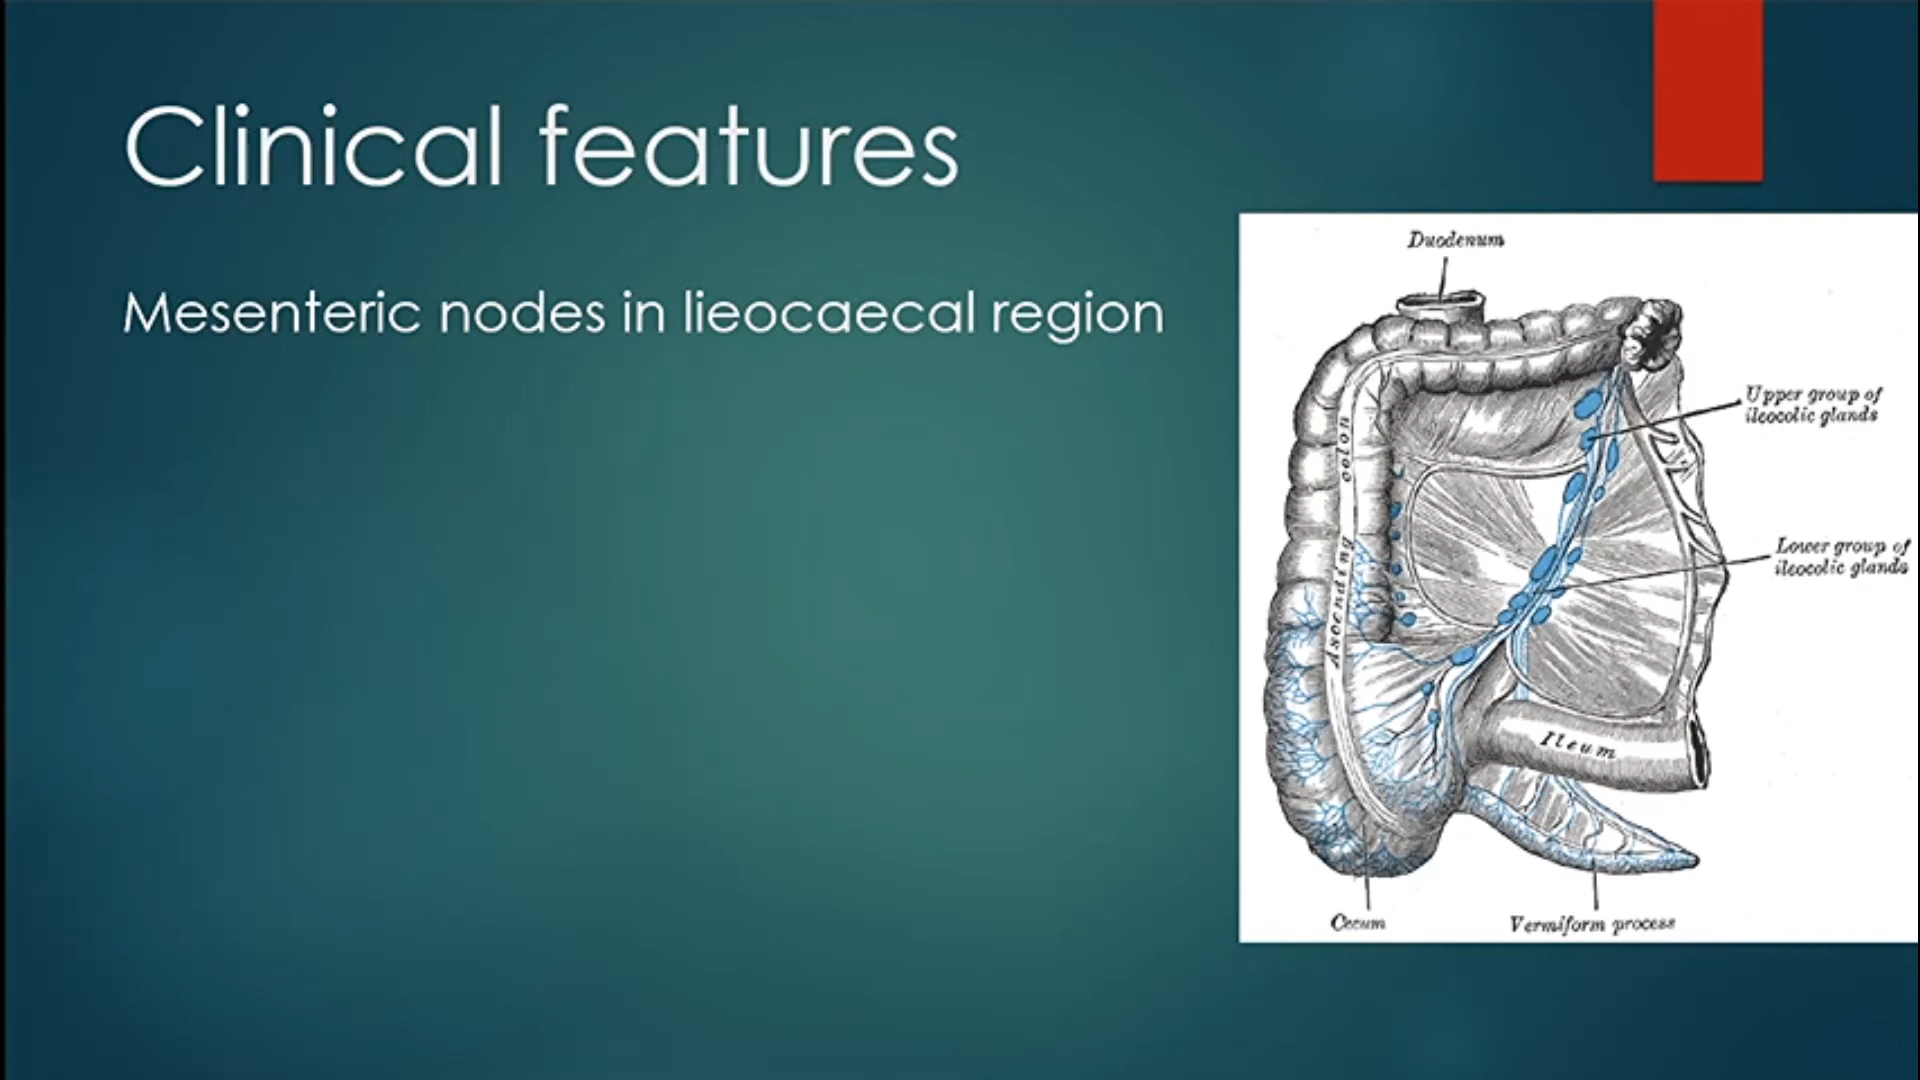 Clinical features
Mesenteric nodes in lieocaecal region
Duodenum
Upper group of
ileocolic glands
Lower group of
ileocolic glands
Ascending colon
Ileum
Cecum
Vermiform process